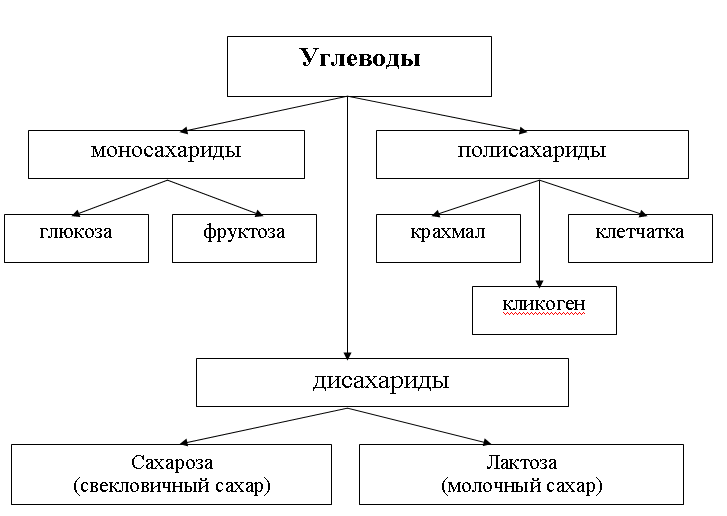 Углеводы
моносахариды
полисахариды
глюкоза
фруктоза
крахмал
клетчатка
кликоген
дисахариды
Сахароза
(свекловичный сахар)
Лактоза
(молочный сахар)